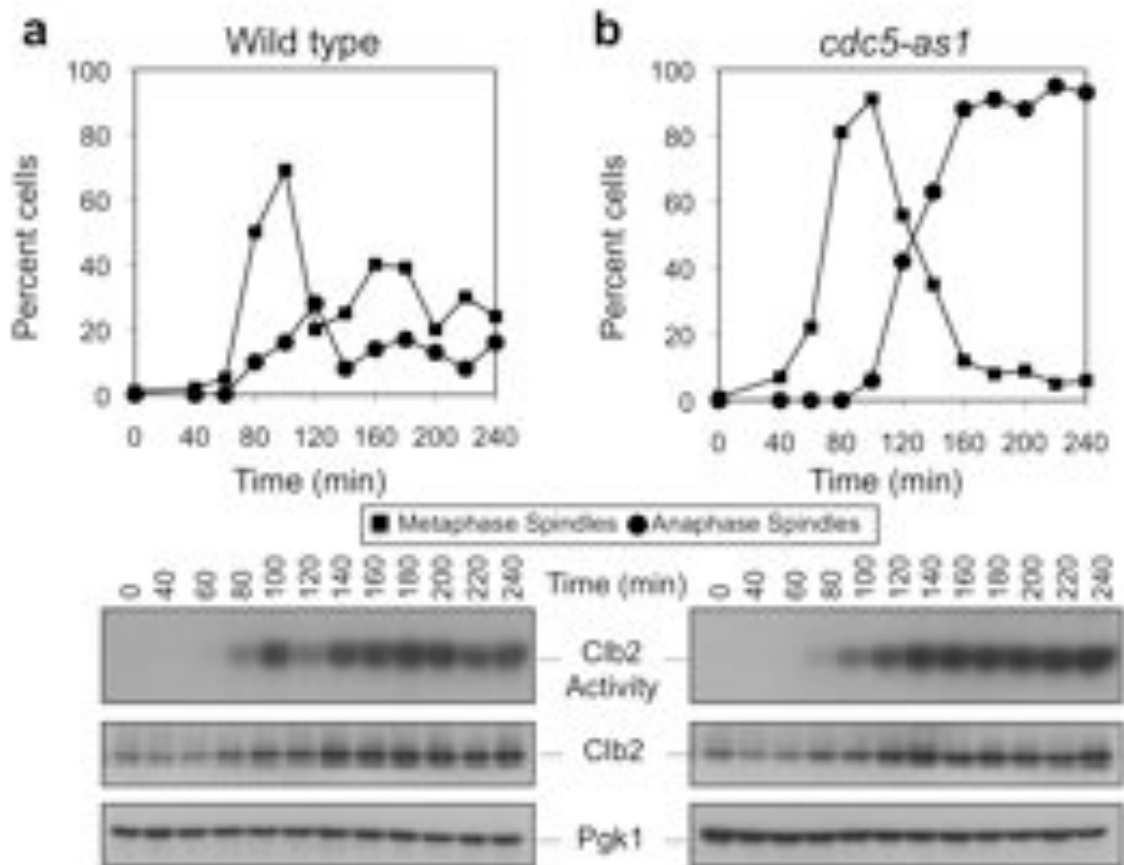 a
Wild type
100
80
60
40
20
0
Percent cells
0 40 80 120 160 200 240
Time (min)
b
cdc5-as1
100
80
60
40
20
0
Percent cells
0 40 80 120 160 200 240
Time (min)
Metaphase Spindles Anaphase Spindles
0 40 60 80 100 120 140 160 180 200 220 240
Time (min)
0 40 60 80 100 120 140 160 180 200 220 240
Clb2
Activity
Clb2
Pgk1